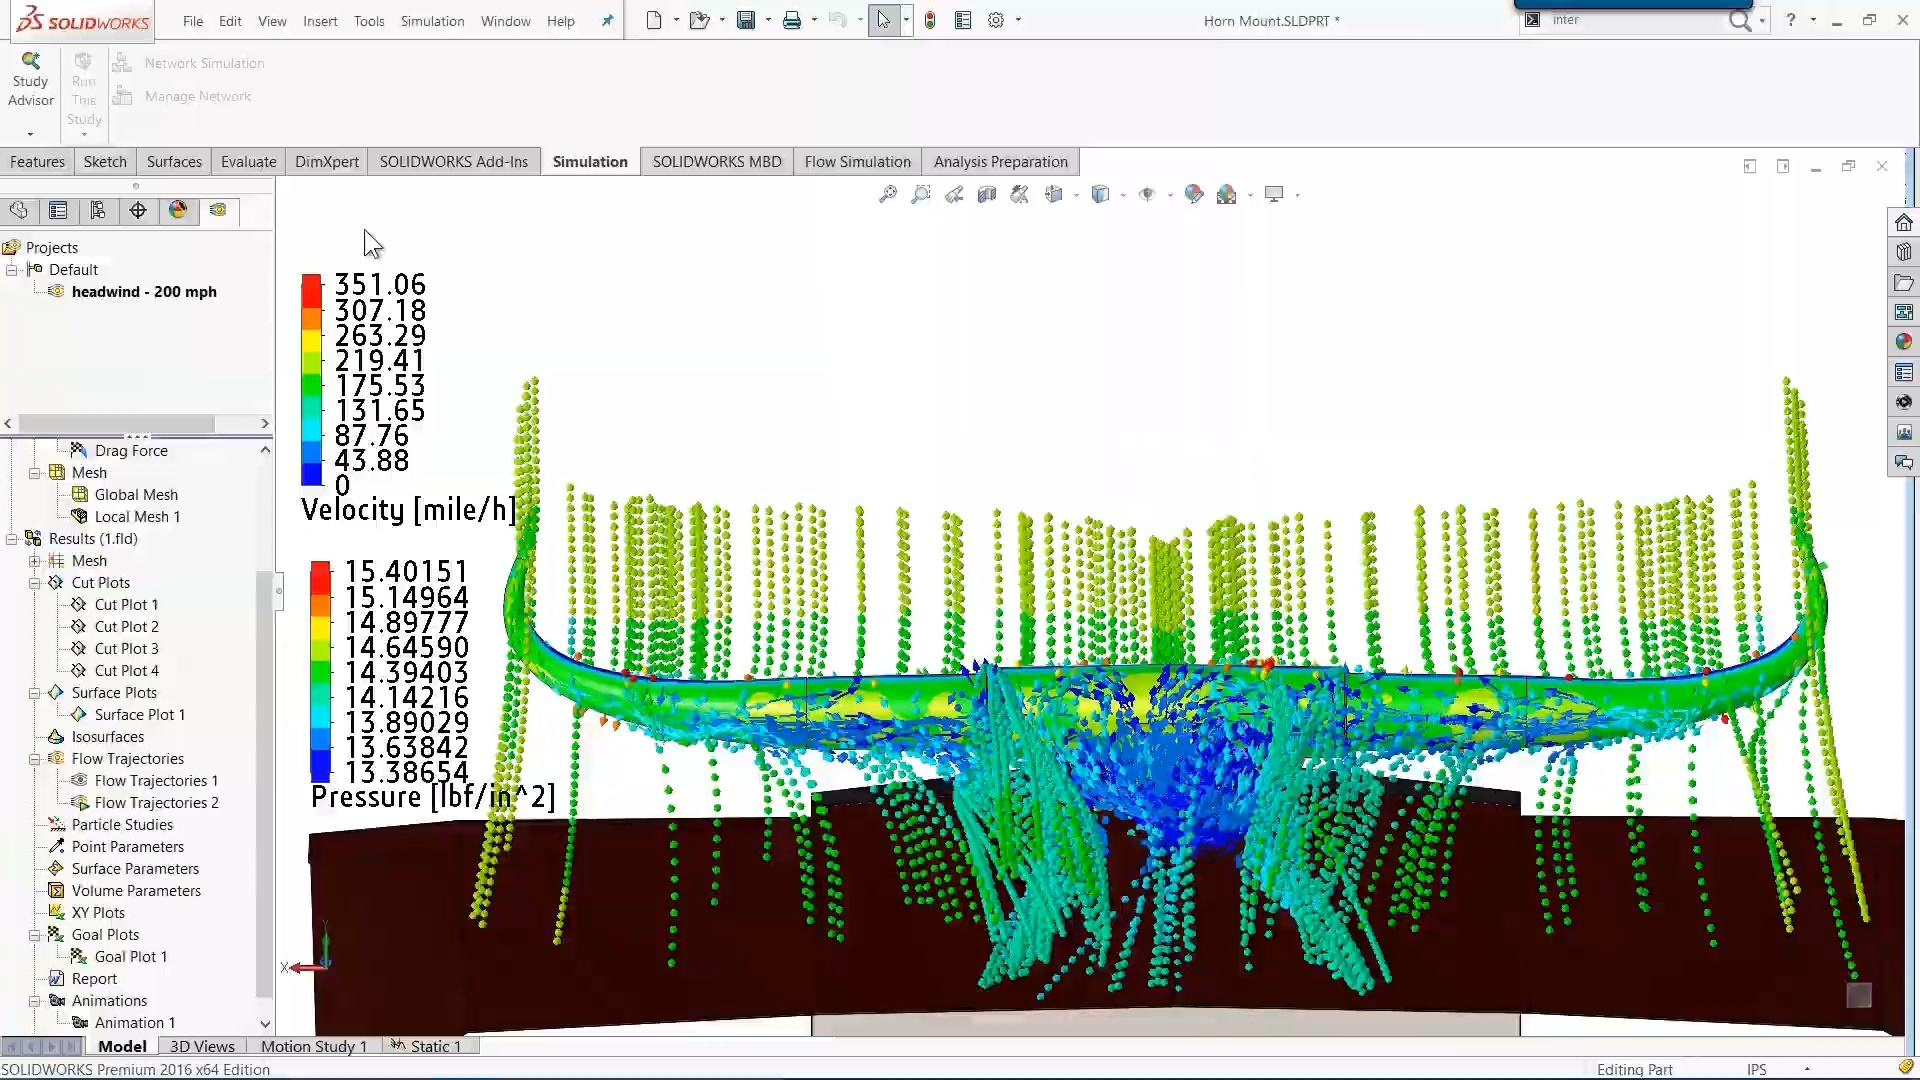 SOLIDWORKS
File Edit View Insert Tools Simulation Window Help
Horn Mount.SLDPRT *
inter
?
Study Advisor
Run This Study
Network Simulation
Manage Network
Features Sketch Surfaces Evaluate DimXpert SOLIDWORKS Add-Ins Simulation SOLIDWORKS MBD Flow Simulation Analysis Preparation
Projects
Default
headwind - 200 mph
Drag Force
Mesh
Global Mesh
Local Mesh 1
Results (1.fld)
Mesh
Cut Plots
Cut Plot 1
Cut Plot 2
Cut Plot 3
Cut Plot 4
Surface Plots
Surface Plot 1
Isosurfaces
Flow Trajectories
Flow Trajectories 1
Flow Trajectories 2
Particle Studies
Point Parameters
Surface Parameters
Volume Parameters
XY Plots
Goal Plots
Goal Plot 1
Report
Animations
Animation 1
351.06
307.18
263.29
219.41
175.53
131.65
87.76
43.88
0
Velocity [mile/h]
15.40151
15.14964
14.89777
14.64590
14.39403
14.14216
13.89029
13.63842
13.38654
Pressure [lbf/in^2]
Y
X
Model 3D Views Motion Study 1 Static 1
SOLIDWORKS Premium 2016 x64 Edition
Editing Part
IPS